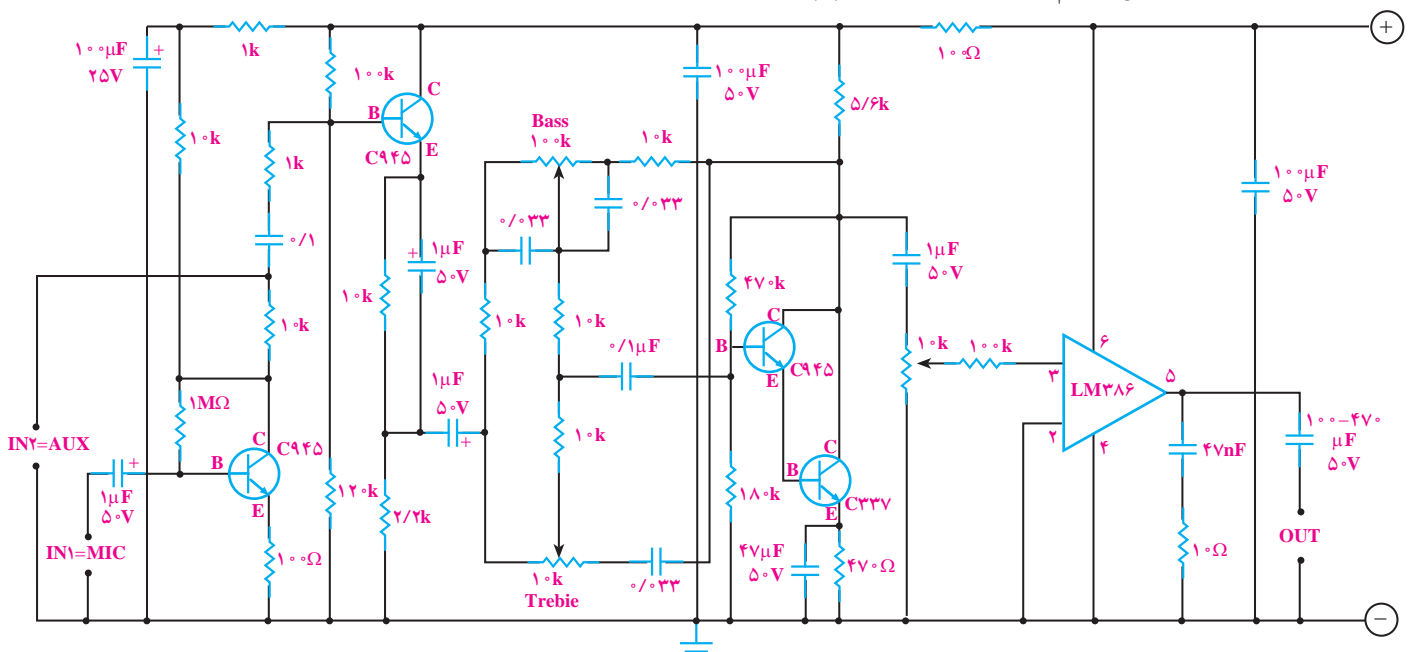 ۱۰۰μF +
۲۵V
۱k
۱۰k
۱۰۰k
C
B
E
C۹۴۵
۱k
۰/۱
۱۰k
۱MΩ
C
C۹۴۵
B
E
IN۲=AUX
+
۱μF
۵۰V
IN۱=MIC
۱۰۰Ω
۱۲۰k
۱۰k
۲/۲k
+
۱μF
۵۰V
۱μF
۵۰V
+
Bass
۱۰۰k
۱۰k
۰/۰۳۳
۰/۰۳۳
۱۰k
۱۰k
۰/۱μF
۱۰k
۱۰k
Trebie
۰/۰۳۳
۱۰۰μF
۵۰V
۵/۶k
۱۰۰Ω
۴۷۰k
C
B
E
C۹۴۵
۱۸۰k
C
B
E
C۳۳۷
۴۷μF
۵۰V
۴۷۰Ω
۱μF
۵۰V
۱۰k
۱۰۰k
۶
۳
LM۳۸۶
۵
۲
۴
۱۰۰μF
۵۰V
۴۷nF
۱۰Ω
۱۰۰-۴۷۰
μF
۵۰V
OUT
+
−